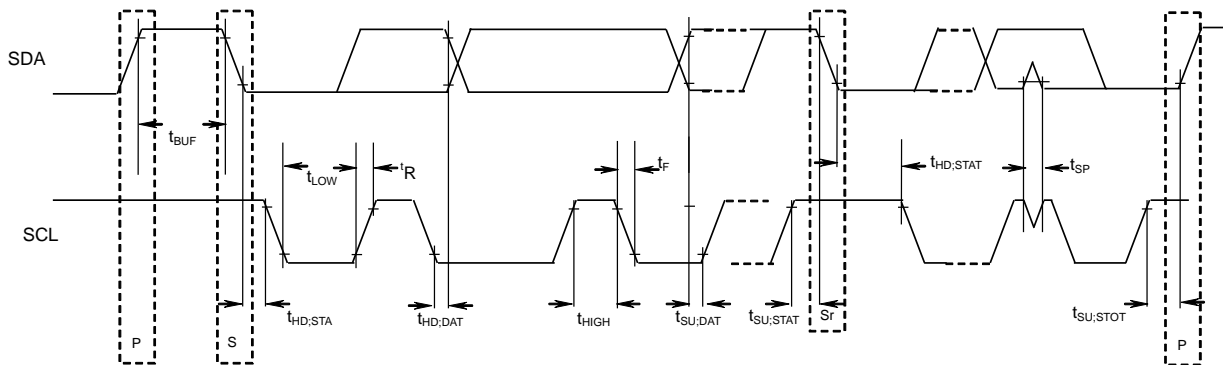 SDA
tBUF
tLOW
tR
tF
tHD;STAT
tSP
SCL
tHD;STA
tHD;DAT
tHIGH
tSU;DAT
tSU;STAT
Sr
tSU;STOT
P
S
P